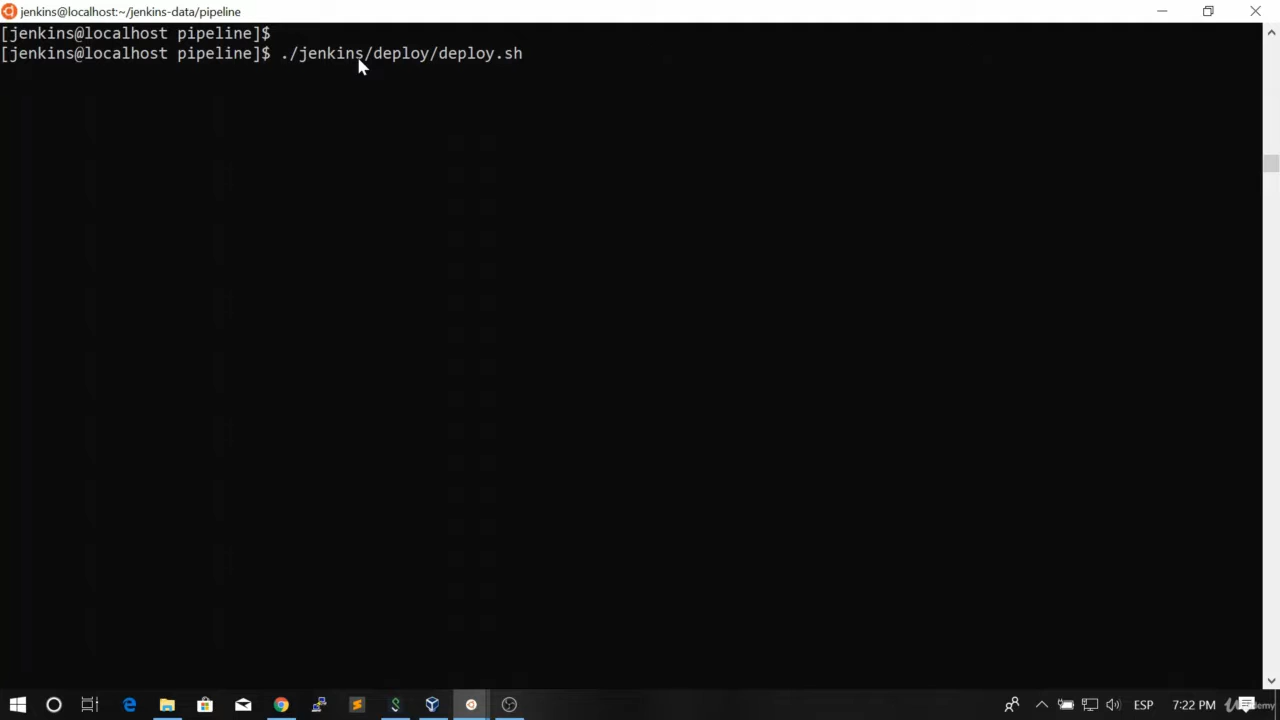 jenkins@localhost:~/jenkins-data/pipeline
[jenkins@localhost pipeline]$
[jenkins@localhost pipeline]$ ./jenkins/deploy/deploy.sh
ESP
7:22 PM